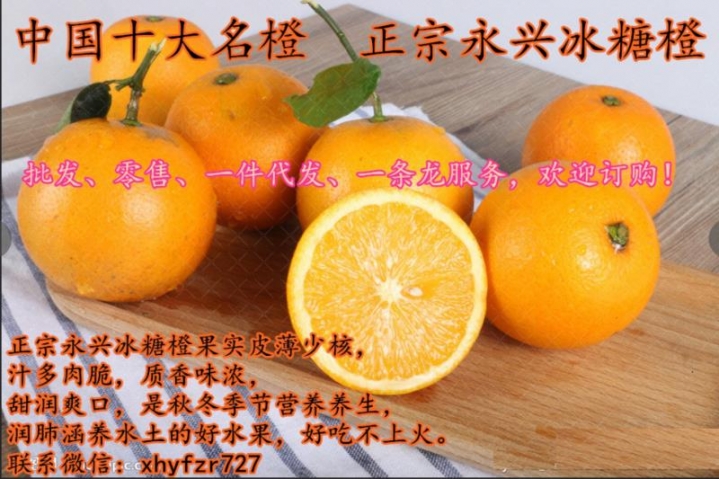 中国十大名橙 正宗永兴冰糖橙
批发、零售、一件代发、一条龙服务，欢迎订购！
正宗永兴冰糖橙果实皮薄少核，
汁多肉脆，质香味浓，
甜润爽口，是秋冬季节营养养生，
润肺涵养水土的好水果，好吃不上火。
联系微信：xhyfzr727